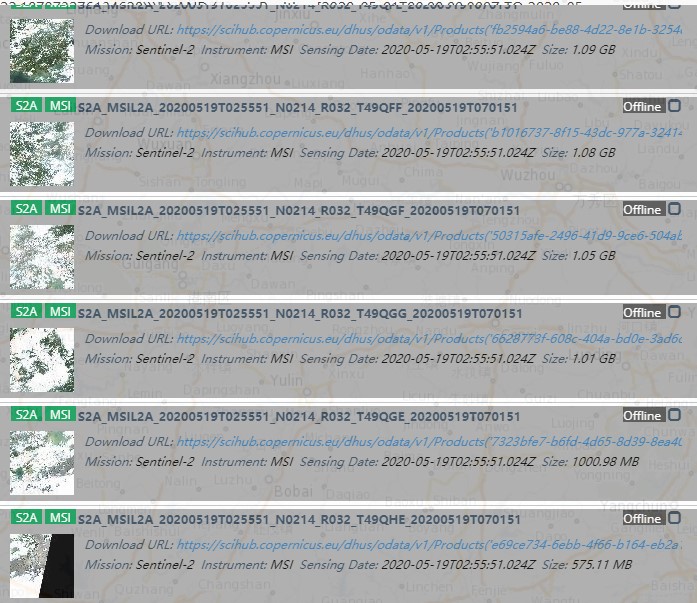 Download URL: https://scihub.copernicus.eu/dhus/odata/v1/Products('fb2594a6-be88-4d22-8e1b-3254
Mission: Sentinel-2 Instrument: MSI Sensing Date: 2020-05-19T02:55:51.024Z Size: 1.09 GB
Xiangzhou
S2A MSI S2A_MSIL2A_20200519T025551_N0214_R032_T49QFF_20200519T070151 Offline
Download URL: https://scihub.copernicus.eu/dhus/odata/v1/Products('b1016737-8f15-43dc-977a-32414
Mission: Sentinel-2 Instrument: MSI Sensing Date: 2020-05-19T02:55:51.024Z Size: 1.08 GB
Wuzhou
S2A MSI S2A_MSIL2A_20200519T025551_N0214_R032_T49QGF_20200519T070151 Offline
Download URL: https://scihub.copernicus.eu/dhus/odata/v1/Products('50315afe-2496-41d9-9ce6-504a
Mission: Sentinel-2 Instrument: MSI Sensing Date: 2020-05-19T02:55:51.024Z Size: 1.05 GB
Guigang
S2A MSI S2A_MSIL2A_20200519T025551_N0214_R032_T49QGG_20200519T070151 Offline
Download URL: https://scihub.copernicus.eu/dhus/odata/v1/Products('6628773f-608c-404a-bd0e-3ad6
Mission: Sentinel-2 Instrument: MSI Sensing Date: 2020-05-19T02:55:51.024Z Size: 1.01 GB
Yulin
S2A MSI S2A_MSIL2A_20200519T025551_N0214_R032_T49QGE_20200519T070151 Offline
Download URL: https://scihub.copernicus.eu/dhus/odata/v1/Products('7323bfe7-b6fd-4d65-8d39-8ea4
Mission: Sentinel-2 Instrument: MSI Sensing Date: 2020-05-19T02:55:51.024Z Size: 1000.98 MB
Bobai
S2A MSI S2A_MSIL2A_20200519T025551_N0214_R032_T49QHE_20200519T070151 Offline
Download URL: https://scihub.copernicus.eu/dhus/odata/v1/Products('e69ce734-6ebb-4f66-b164-eb2a
Mission: Sentinel-2 Instrument: MSI Sensing Date: 2020-05-19T02:55:51.024Z Size: 575.11 MB